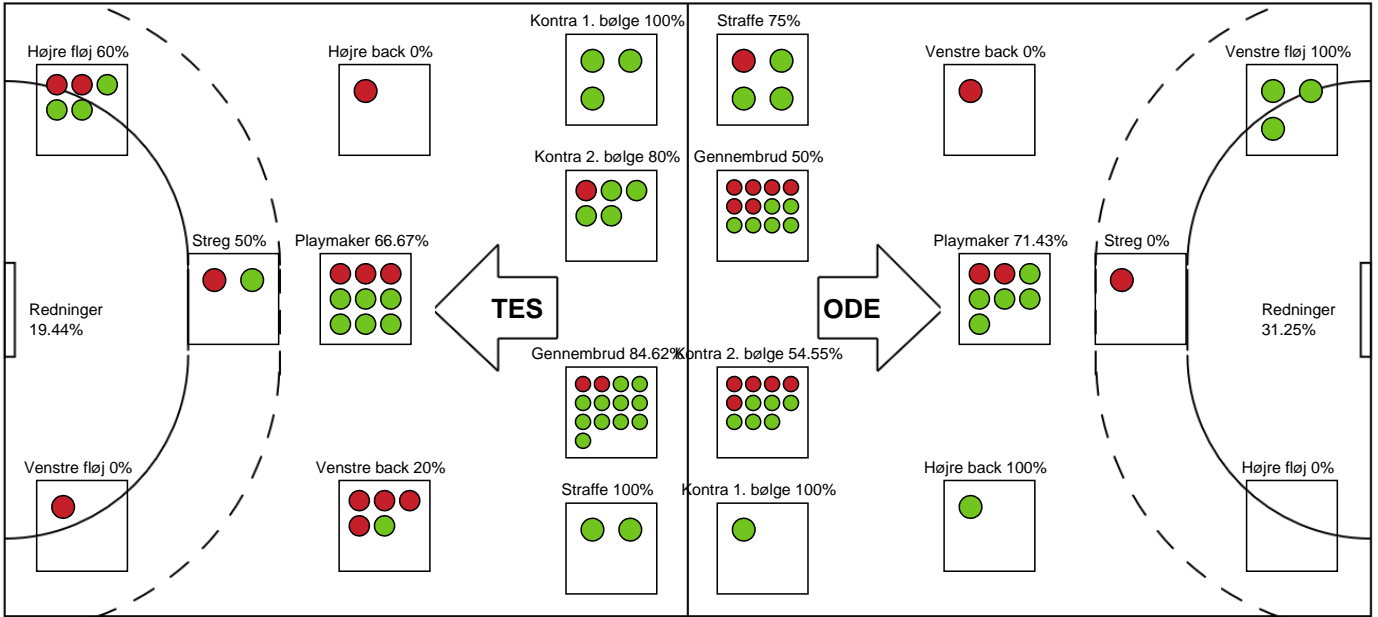 Kontra 1. bølge 100%
Straffe 75%
Højre fløj 60%
Højre back 0%
Venstre back 0%
Venstre fløj 100%
Kontra 2. bølge 80%
Gennembrud 50%
Streg 50%
Playmaker 66.67%
Playmaker 71.43%
Streg 0%
TES
ODE
Redninger
19.44%
Redninger
31.25%
Gennembrud 84.62%
Kontra 2. bølge 54.55%
Venstre fløj 0%
Venstre back 20%
Højre back 100%
Højre fløj 0%
Straffe 100%
Kontra 1. bølge 100%